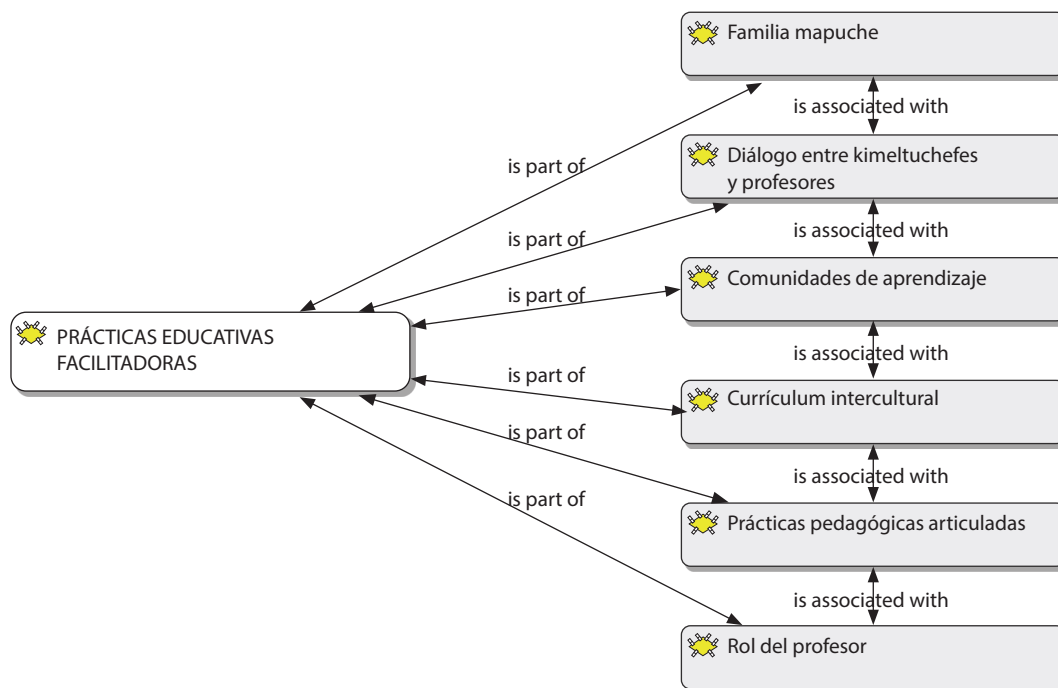 Familia mapuche
is associated with
is part of
Diálogo entre kimeltuchefes
y profesores
is part of
is associated with
Comunidades de aprendizaje
is part of
PRÁCTICAS EDUCATIVAS
FACILITADORAS
is associated with
is part of
Currículum intercultural
is part of
is associated with
is part of
Prácticas pedagógicas articuladas
is associated with
Rol del profesor